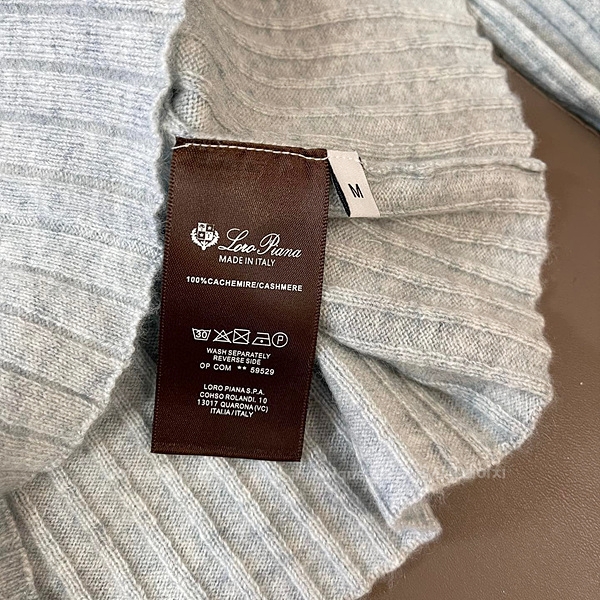 M
Loro Piana
MADE IN ITALY
100%CACHEMIRE/CASHMERE
30
P
WASH SEPARATELY
REVERSE SIDE
OP COM ** 59529
LORO PIANA S.P.A.
COHSO ROLANDI. 10
13017 QUARONA(VC)
ITALIA/ITALY